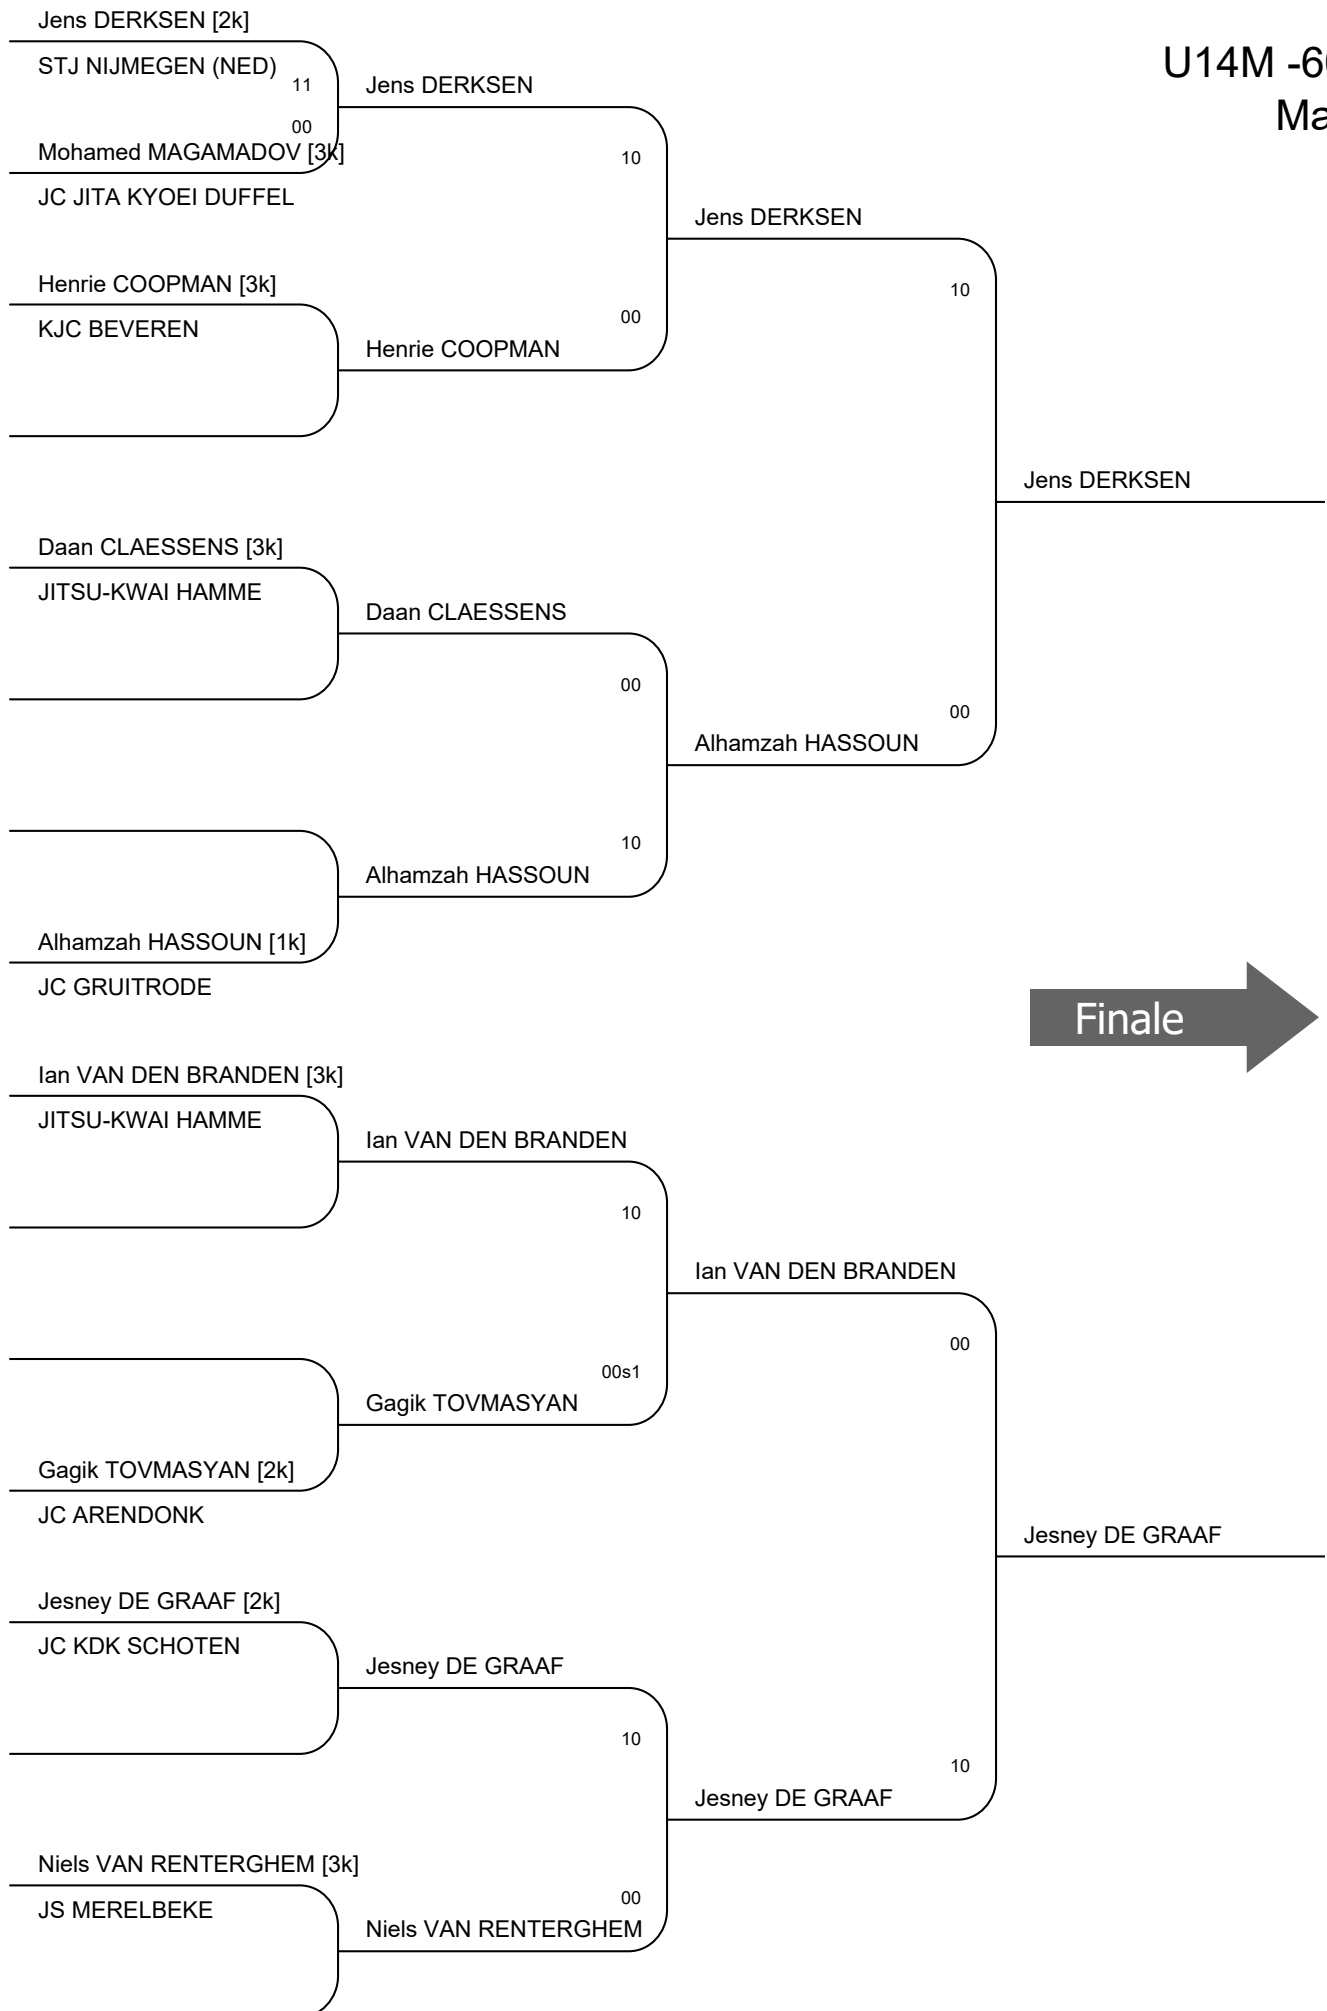 Jens DERKSEN [2k]
STJ NIJMEGEN (NED)
11
00
Mohamed MAGAMADOV [3k]
JC JITA KYOEI DUFFEL
Henrie COOPMAN [3k]
KJC BEVEREN
Daan CLAESSENS [3k]
JITSU-KWAI HAMME
Alhamzah HASSOUN [1k]
JC GRUITRODE
Ian VAN DEN BRANDEN [3k]
JITSU-KWAI HAMME
Gagik TOVMASYAN [2k]
JC ARENDONK
Jesney DE GRAAF [2k]
JC KDK SCHOTEN
Niels VAN RENTERGHEM [3k]
JS MERELBEKE
Jens DERKSEN
10
00
Henrie COOPMAN
Daan CLAESSENS
00
10
Alhamzah HASSOUN
Ian VAN DEN BRANDEN
10
00s1
Gagik TOVMASYAN
Jesney DE GRAAF
10
00
Niels VAN RENTERGHEM
Jens DERKSEN
10
00
Alhamzah HASSOUN
Ian VAN DEN BRANDEN
00
10
Jesney DE GRAAF
U14M -6
Ma
Jens DERKSEN
Finale
Jesney DE GRAAF